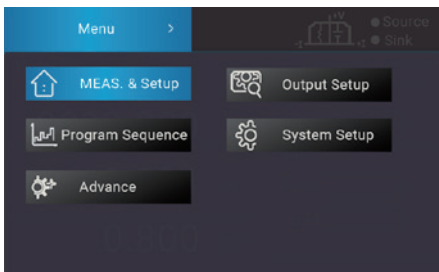 Menu >
+V
Source
Sink
MEAS. & Setup
Output Setup
Program Sequence
System Setup
Advance